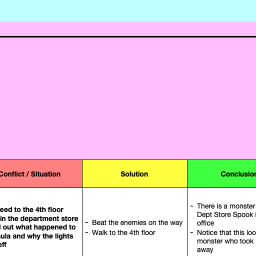 Conflict / Situation
Solution
Conclusion
eed to the 4th floor
in the department store
out what happened to
ula and why the lights
off
- Beat the enemies on the way
- Walk to the 4th floor
- There is a monster
Dept Store Spook
office
- Notice that this loo
monster who took
away